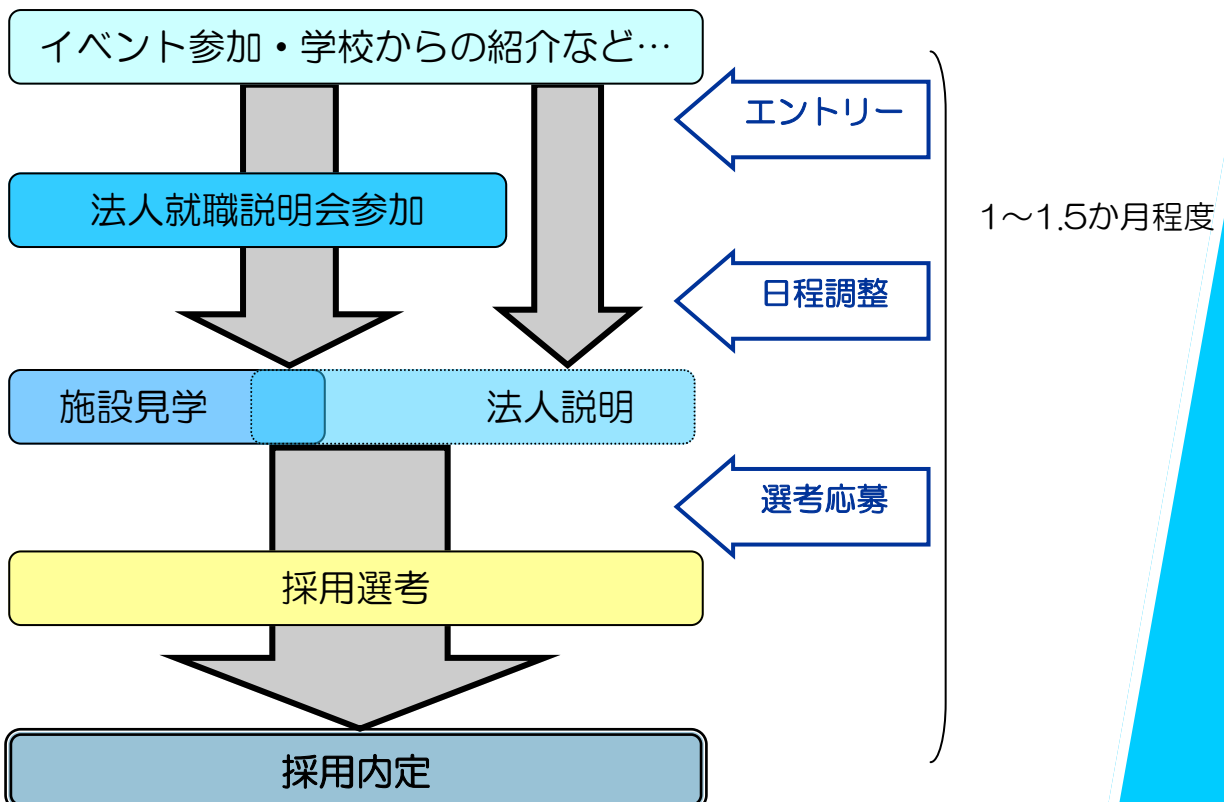 イベント参加・学校からの紹介など…
エントリー
法人就職説明会参加
1～1.5か月程度
日程調整
施設見学
法人説明
選考応募
採用選考
採用内定